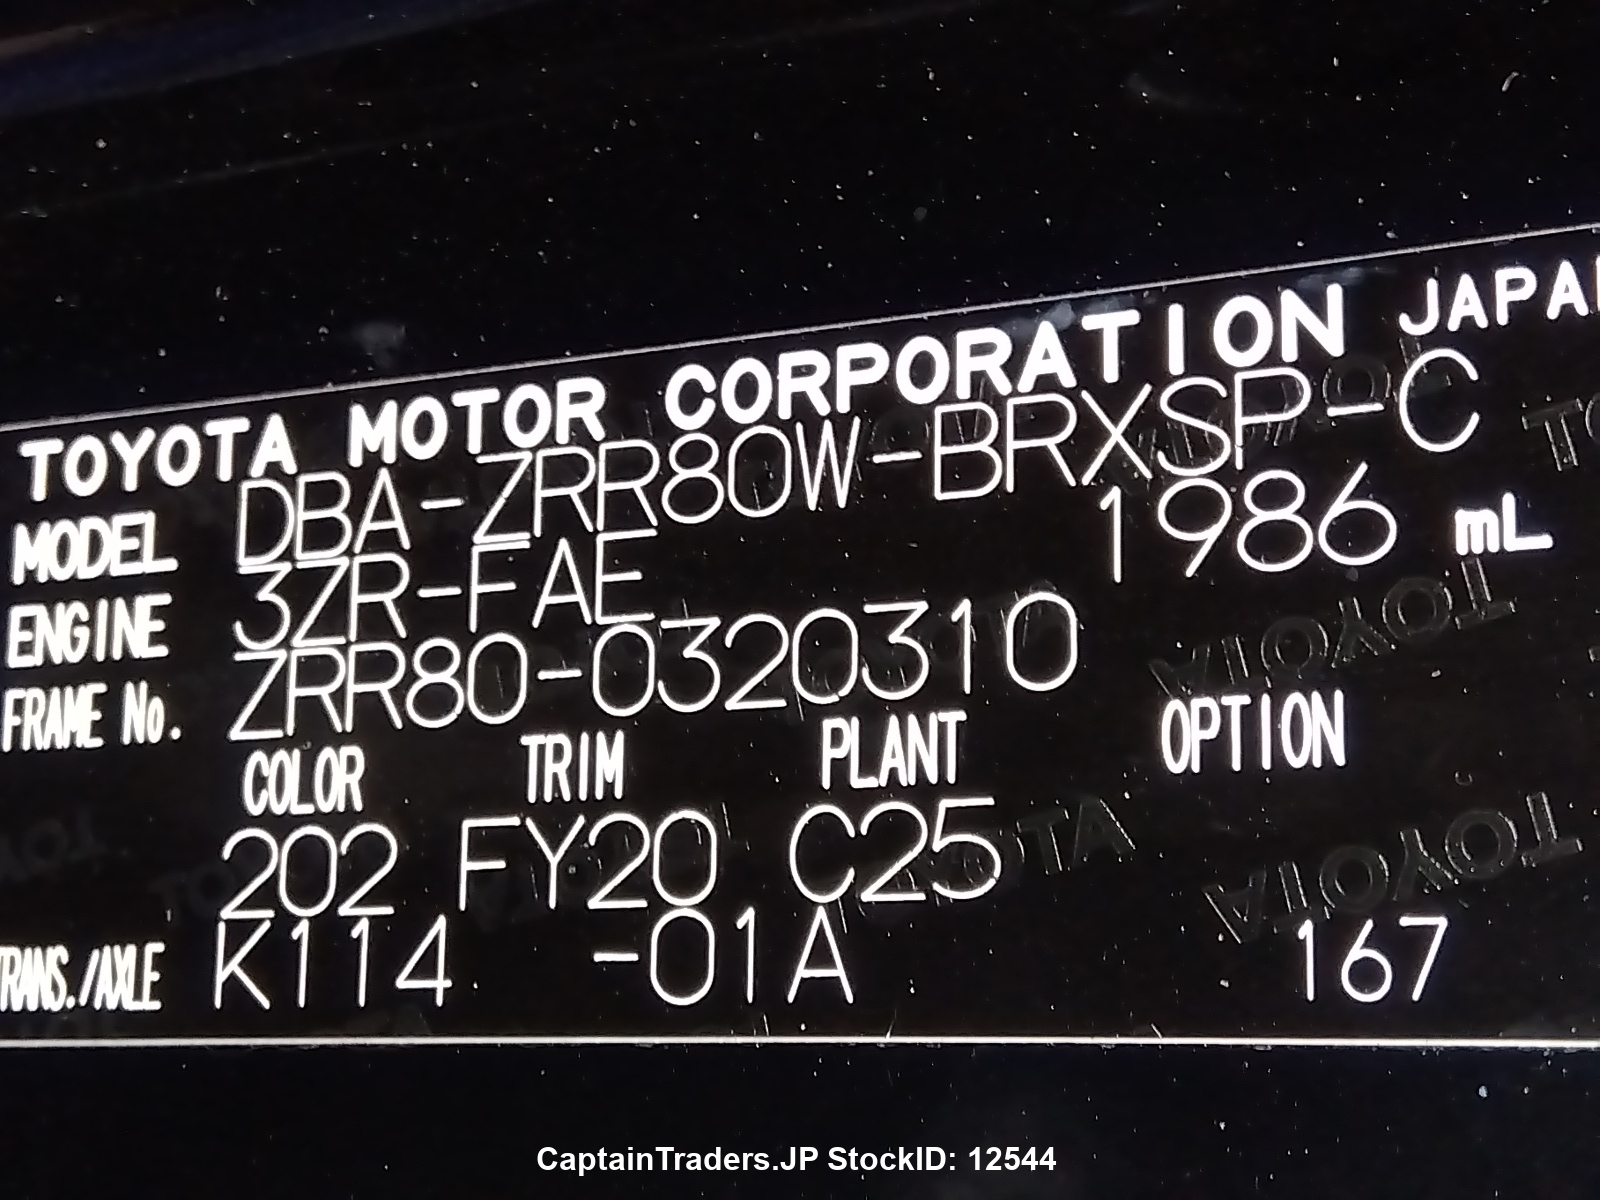 TOYOTA MOTOR CORPORATION JAPAN
MODEL DBA-ZRR80W-BRXSP-C
ENGINE 3ZR-FAE 1986 mL
FRAME No. ZRR80-0320310
COLOR TRIM PLANT OPTION
202 FY20 C25
TRANS./AXLE K114 -01A 167
CaptainTraders.JP StockID: 12544